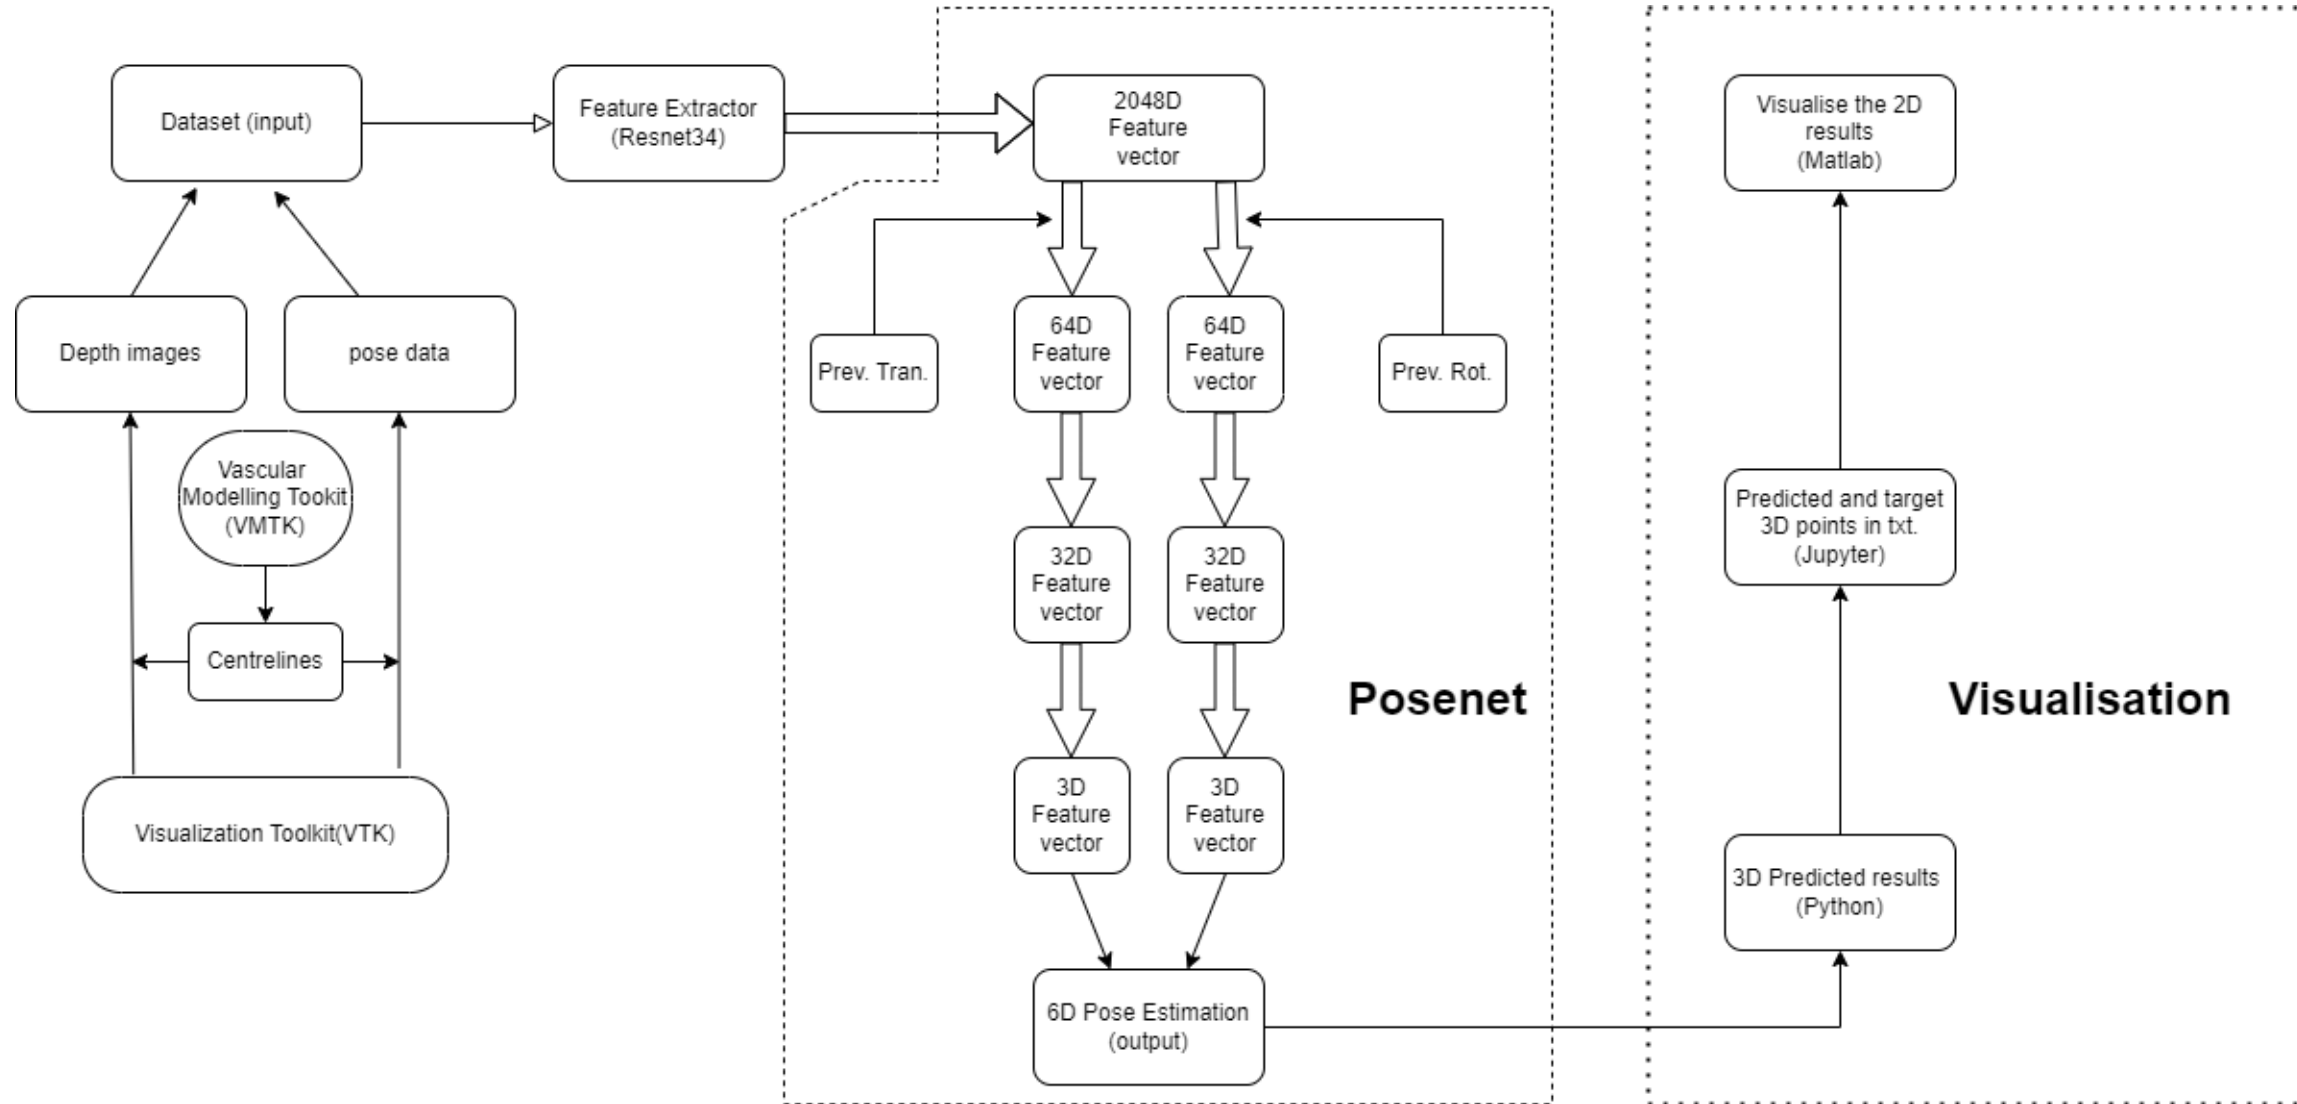 Dataset (input)
Feature Extractor
(Resnet34)
2048D
Feature
vector
Visualise the 2D
results
(Matlab)
Depth images
pose data
Prev. Tran.
64D
Feature
vector
64D
Feature
vector
Prev. Rot.
Vascular
Modelling Tookit
(VMTK)
Centrelines
Visualization Toolkit(VTK)
32D
Feature
vector
32D
Feature
vector
Predicted and target
3D points in txt.
(Jupyter)
Posenet
Visualisation
3D
Feature
vector
3D
Feature
vector
3D Predicted results
(Python)
6D Pose Estimation
(output)